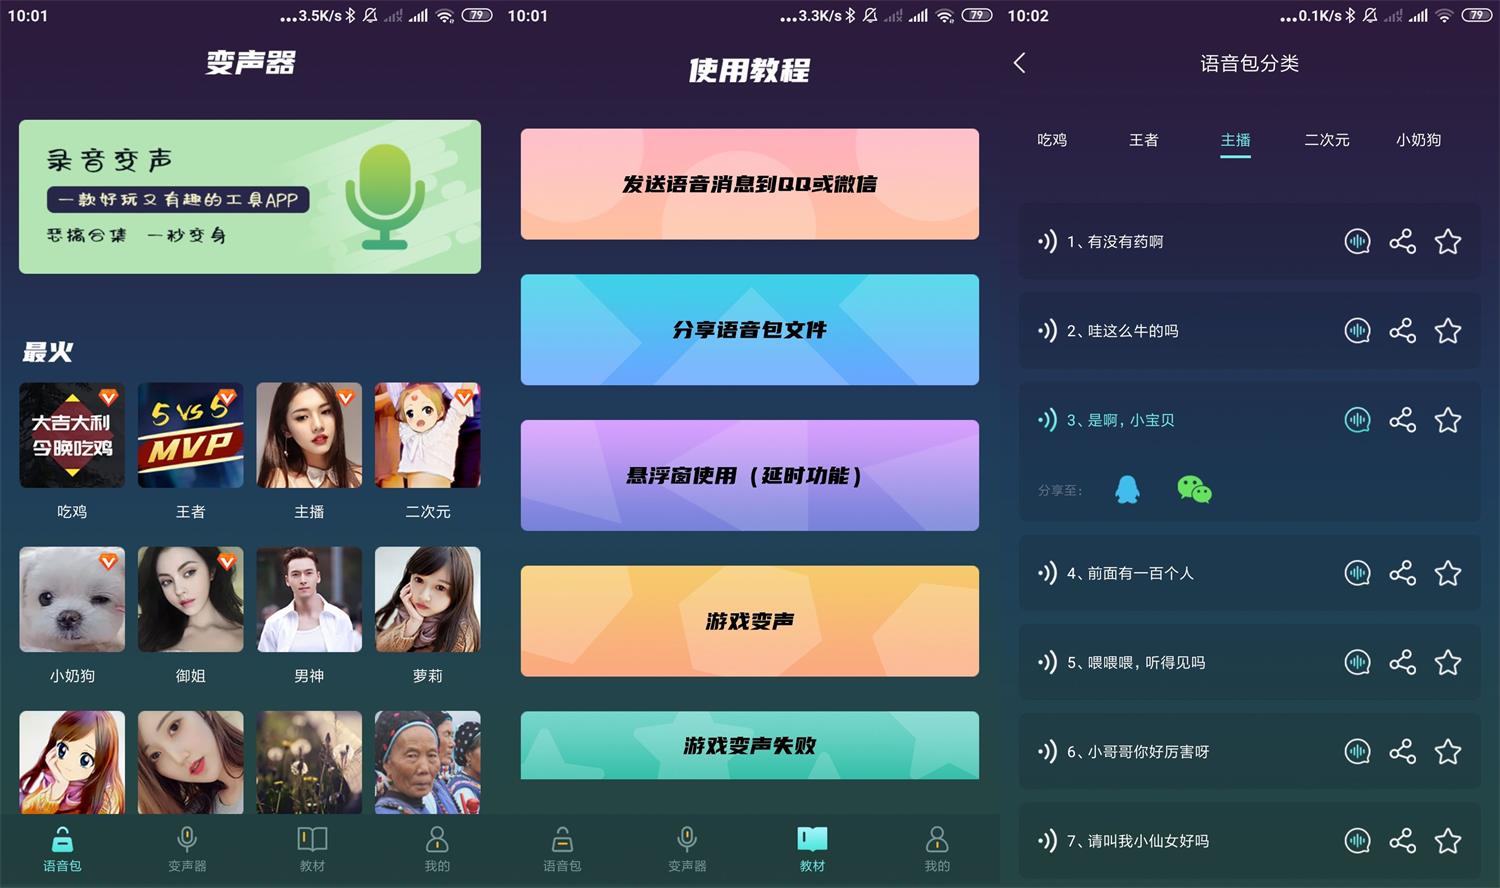 10:01
...3.5K/s
79
变声器
录音变声
一款好玩又有趣的工具APP
恶搞合集 一秒变身
最火
大吉大利
今晚吃鸡
5 VS 5
MVP
吃鸡
王者
主播
二次元
小奶狗
御姐
男神
萝莉
语音包
变声器
教材
我的
10:01
...3.3K/s
79
使用教程
发送语音消息到QQ或微信
分享语音包文件
悬浮窗使用（延时功能）
游戏变声
游戏变声失败
语音包
变声器
教材
我的
10:02
...0.1K/s
79
语音包分类
吃鸡
王者
主播
二次元
小奶狗
1、有没有药啊
2、哇这么牛的吗
3、是啊，小宝贝
分享至：
4、前面有一百个人
5、喂喂喂，听得见吗
6、小哥哥你好厉害呀
7、请叫我小仙女好吗